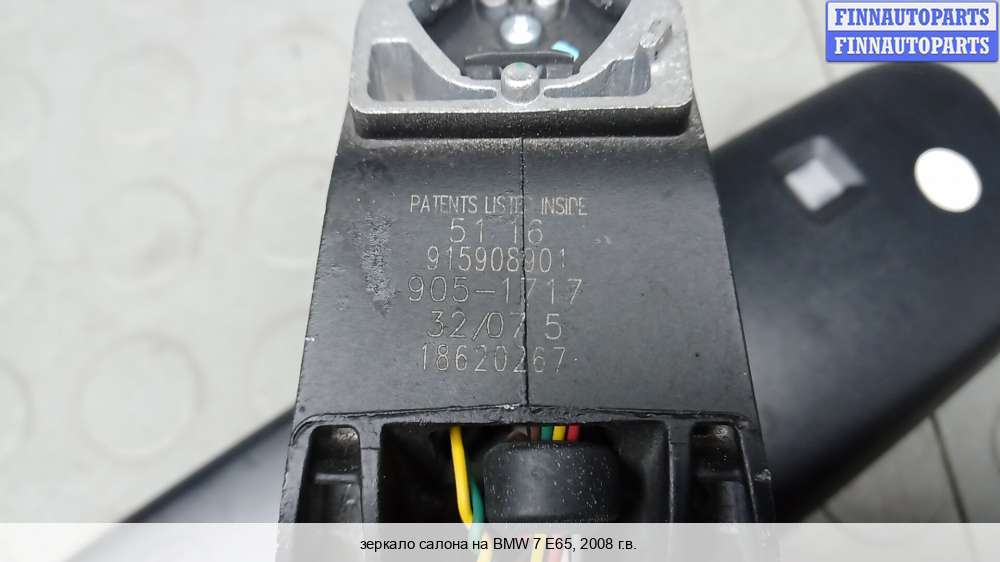 FINNAUTOPARTS
FINNAUTOPARTS
PATENTS LISTED INSIDE
51 16
915908901
905-1717
32/07 5
18620267
зеркало салона на BMW 7 E65, 2008 г.в.